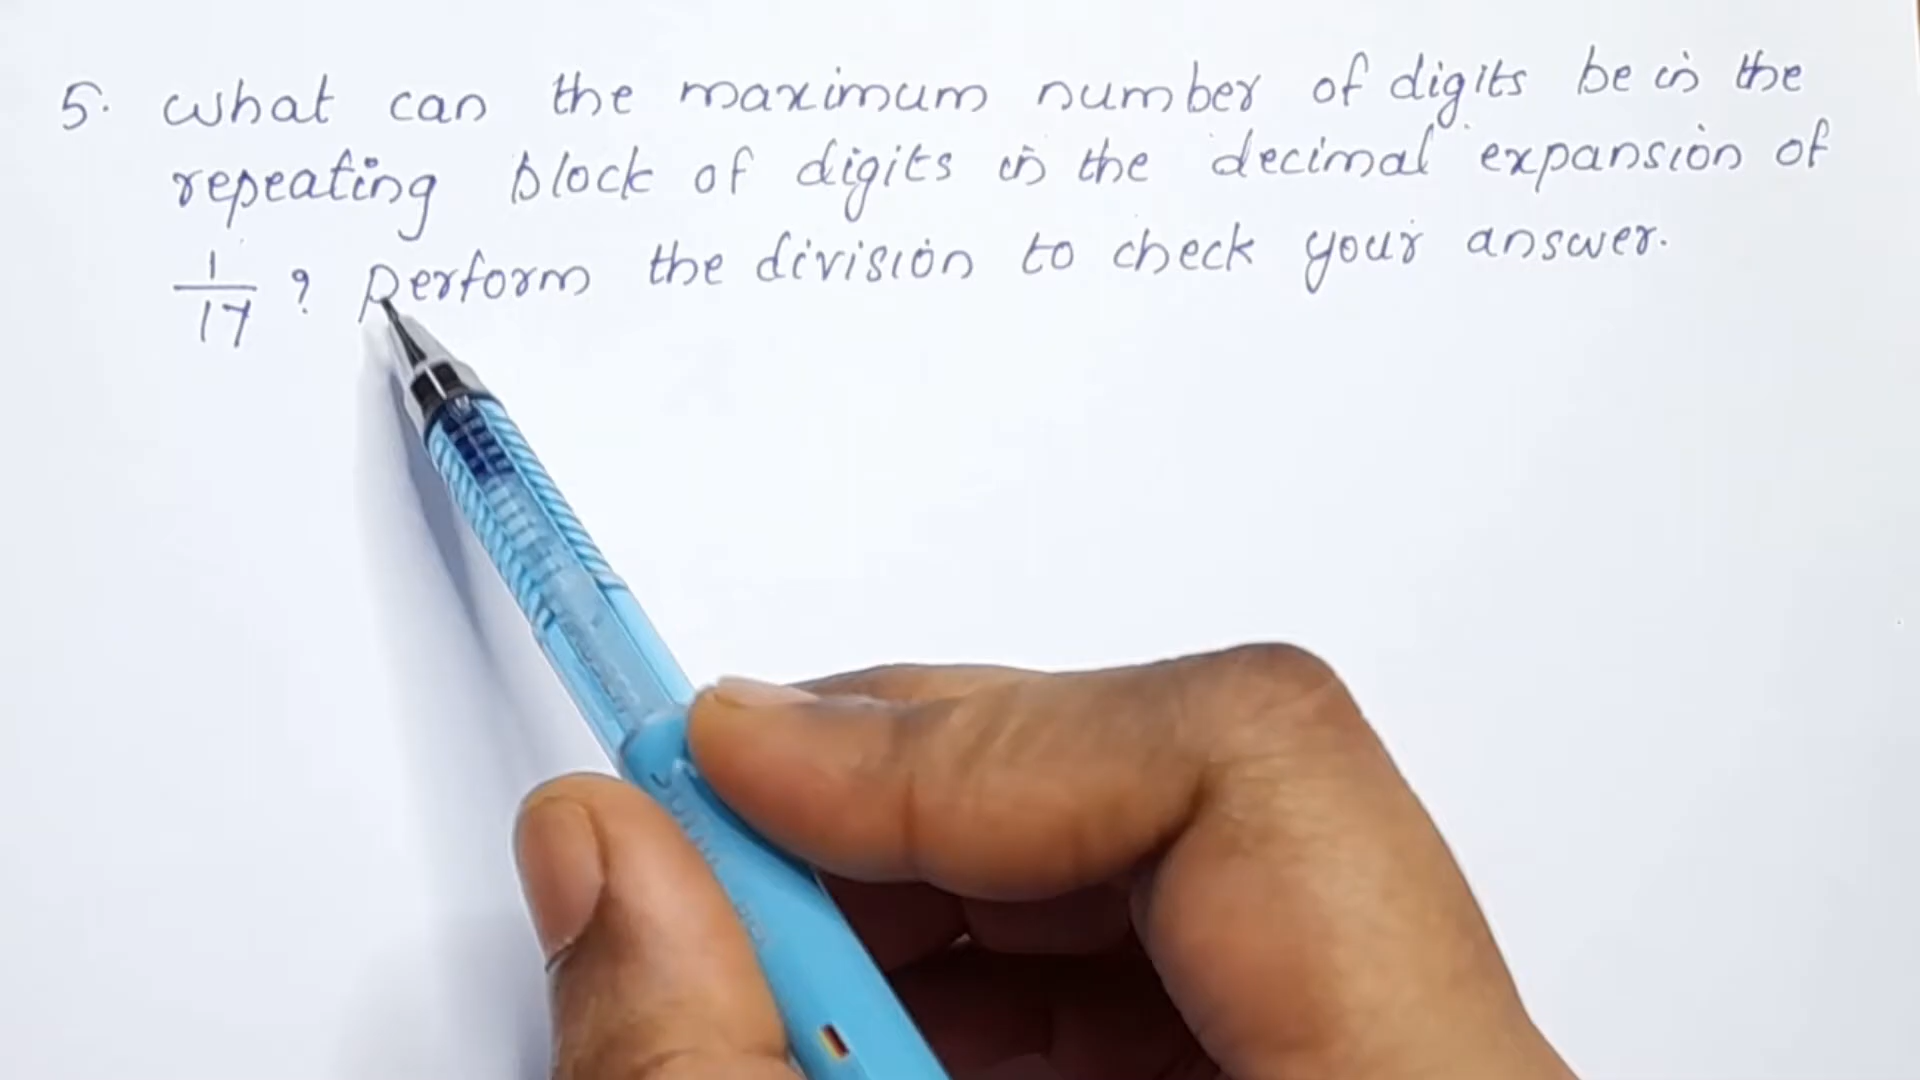 5. What can the maximum number of digits be in the
repeating block of digits in the decimal expansion of
1/17 ? Perform the division to check your answer.